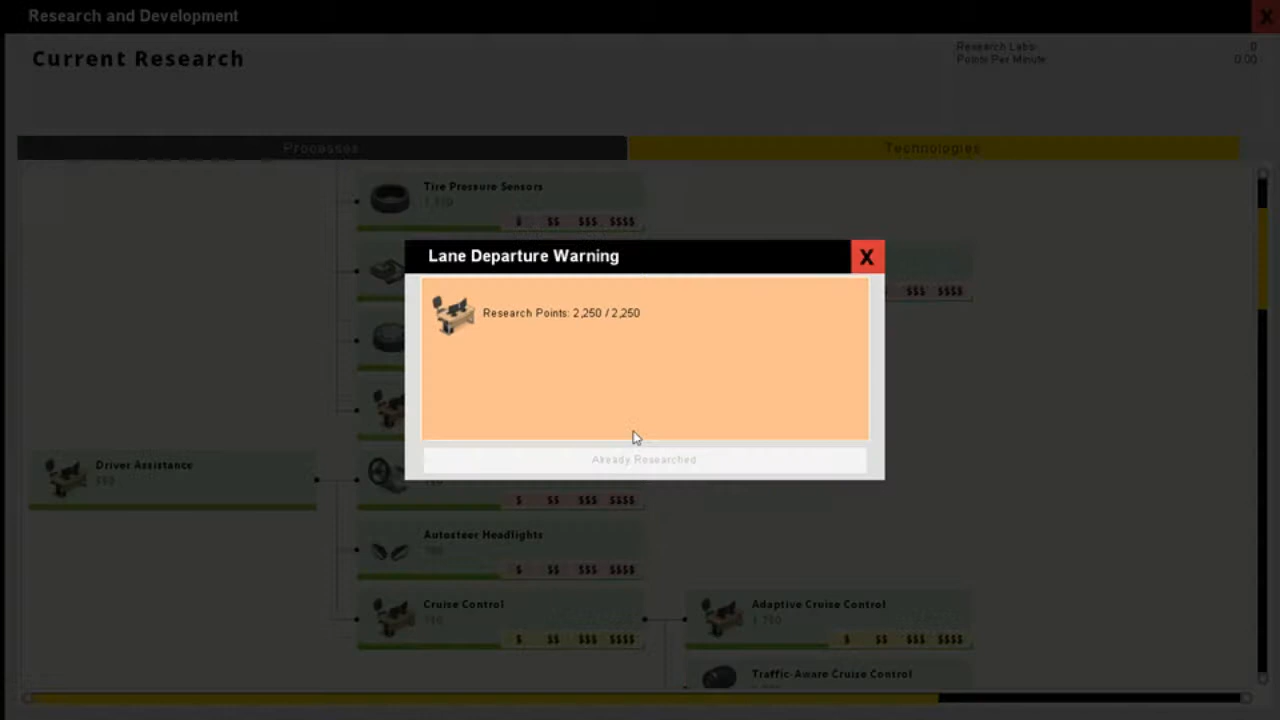 Research and Development
X
Current Research
Research Labs: 0
Points Per Minute 0.00
Processes
Technologies
Tire Pressure Sensors
$ $$ $$$ $$$$
Lane Departure Warning
X
$$$ $$$$
Research Points: 2,250 / 2,250
Already Researched
Driver Assistance
$ $$ $$$ $$$$
Autosteer Headlights
$ $$ $$$ $$$$
Cruise Control
$ $$ $$$ $$$$
Adaptive Cruise Control
1,750
$ $$ $$$ $$$$
Traffic-Aware Cruise Control